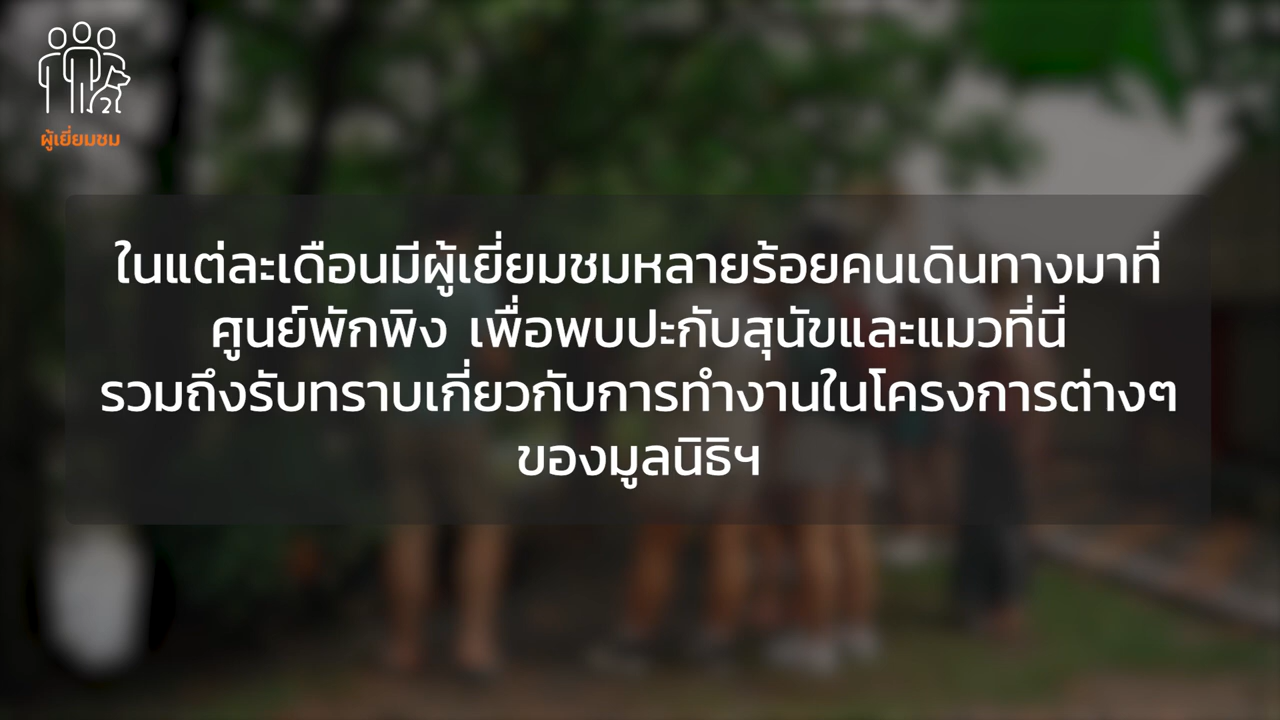 ผู้เยี่ยมชม
ในแต่ละเดือนมีผู้เยี่ยมชมหลายร้อยคนเดินทางมาที่
ศูนย์พักพิง เพื่อพบปะกับสุนัขและแมวที่นี่
รวมถึงรับทราบเกี่ยวกับการทำงานในโครงการต่างๆ
ของมูลนิธิฯ